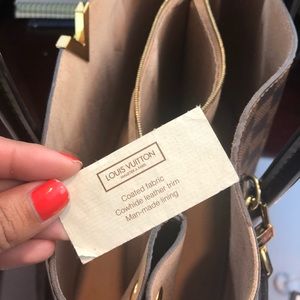 LOUIS VUITTON
Coated fabric
Cowhide leather trim
Man-made lining